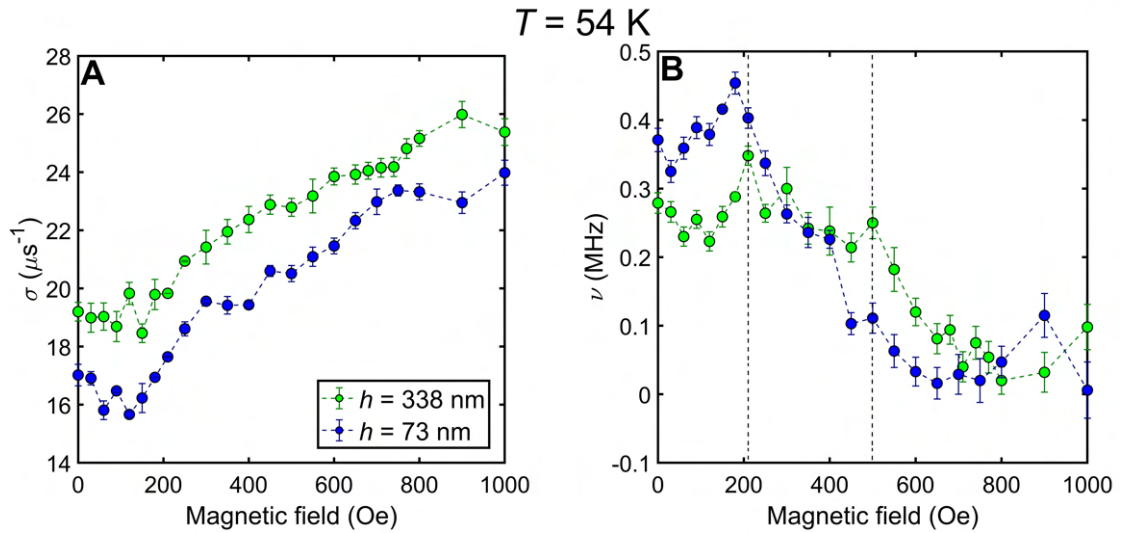 T = 54 K
A
28
26
24
22
20
18
16
14
σ (μs⁻¹)
0 200 400 600 800 1000
Magnetic field (Oe)
h = 338 nm
h = 73 nm
B
0.5
0.4
0.3
0.2
0.1
0
-0.1
ν (MHz)
0 200 400 600 800 1000
Magnetic field (Oe)